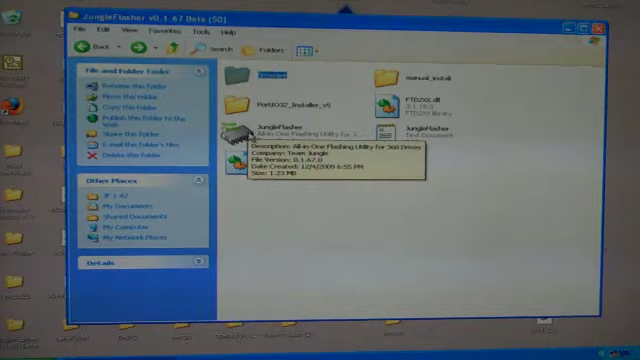 JungleFlasher v0.1.67 Beta (50)
File Edit View Favorites Tools Help
Back Search Folders
File and Folder Tasks
Rename this folder
Move this folder
Copy this folder
Publish this folder to the Web
Share this folder
E-mail this folder's files
Delete this folder
Other Places
JF 1.67
My Documents
Shared Documents
My Computer
My Network Places
Details
manual_install
PortIO32_Installer_v5
FTD2XX.dll
3.1.19.0
FTD2XX library
JungleFlasher
All-in-One Flashing Utility for 3...
JungleFlasher
Text Document
Description: All-in-One Flashing Utility for 360 Drives
Company: Team Jungle
File Version: 0.1.67.0
Date Created: 12/4/2009 6:55 PM
Size: 1.23 MB